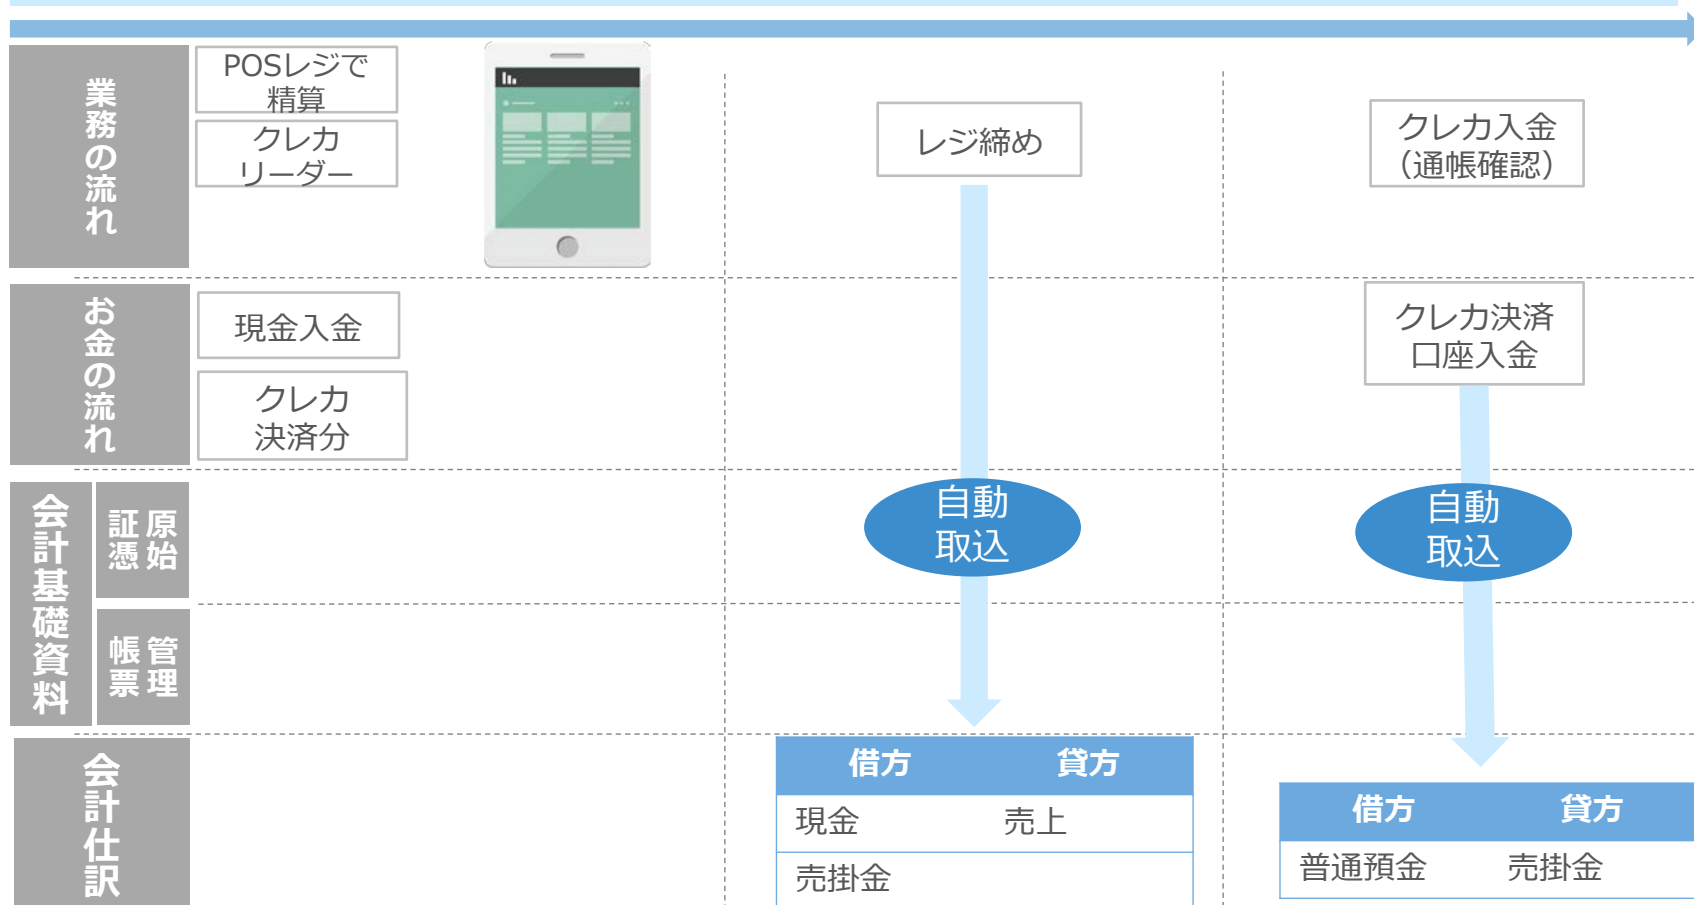 業務の流れ
POSレジで
精算
クレカ
リーダー
レジ締め
クレカ入金
（通帳確認）
お金の流れ
現金入金
クレカ
決済分
クレカ決済
口座入金
会計基礎資料
原始
証憑
自動
取込
自動
取込
管理
帳票
会計仕訳
借方 貸方
現金 売上
売掛金
借方 貸方
普通預金 売掛金